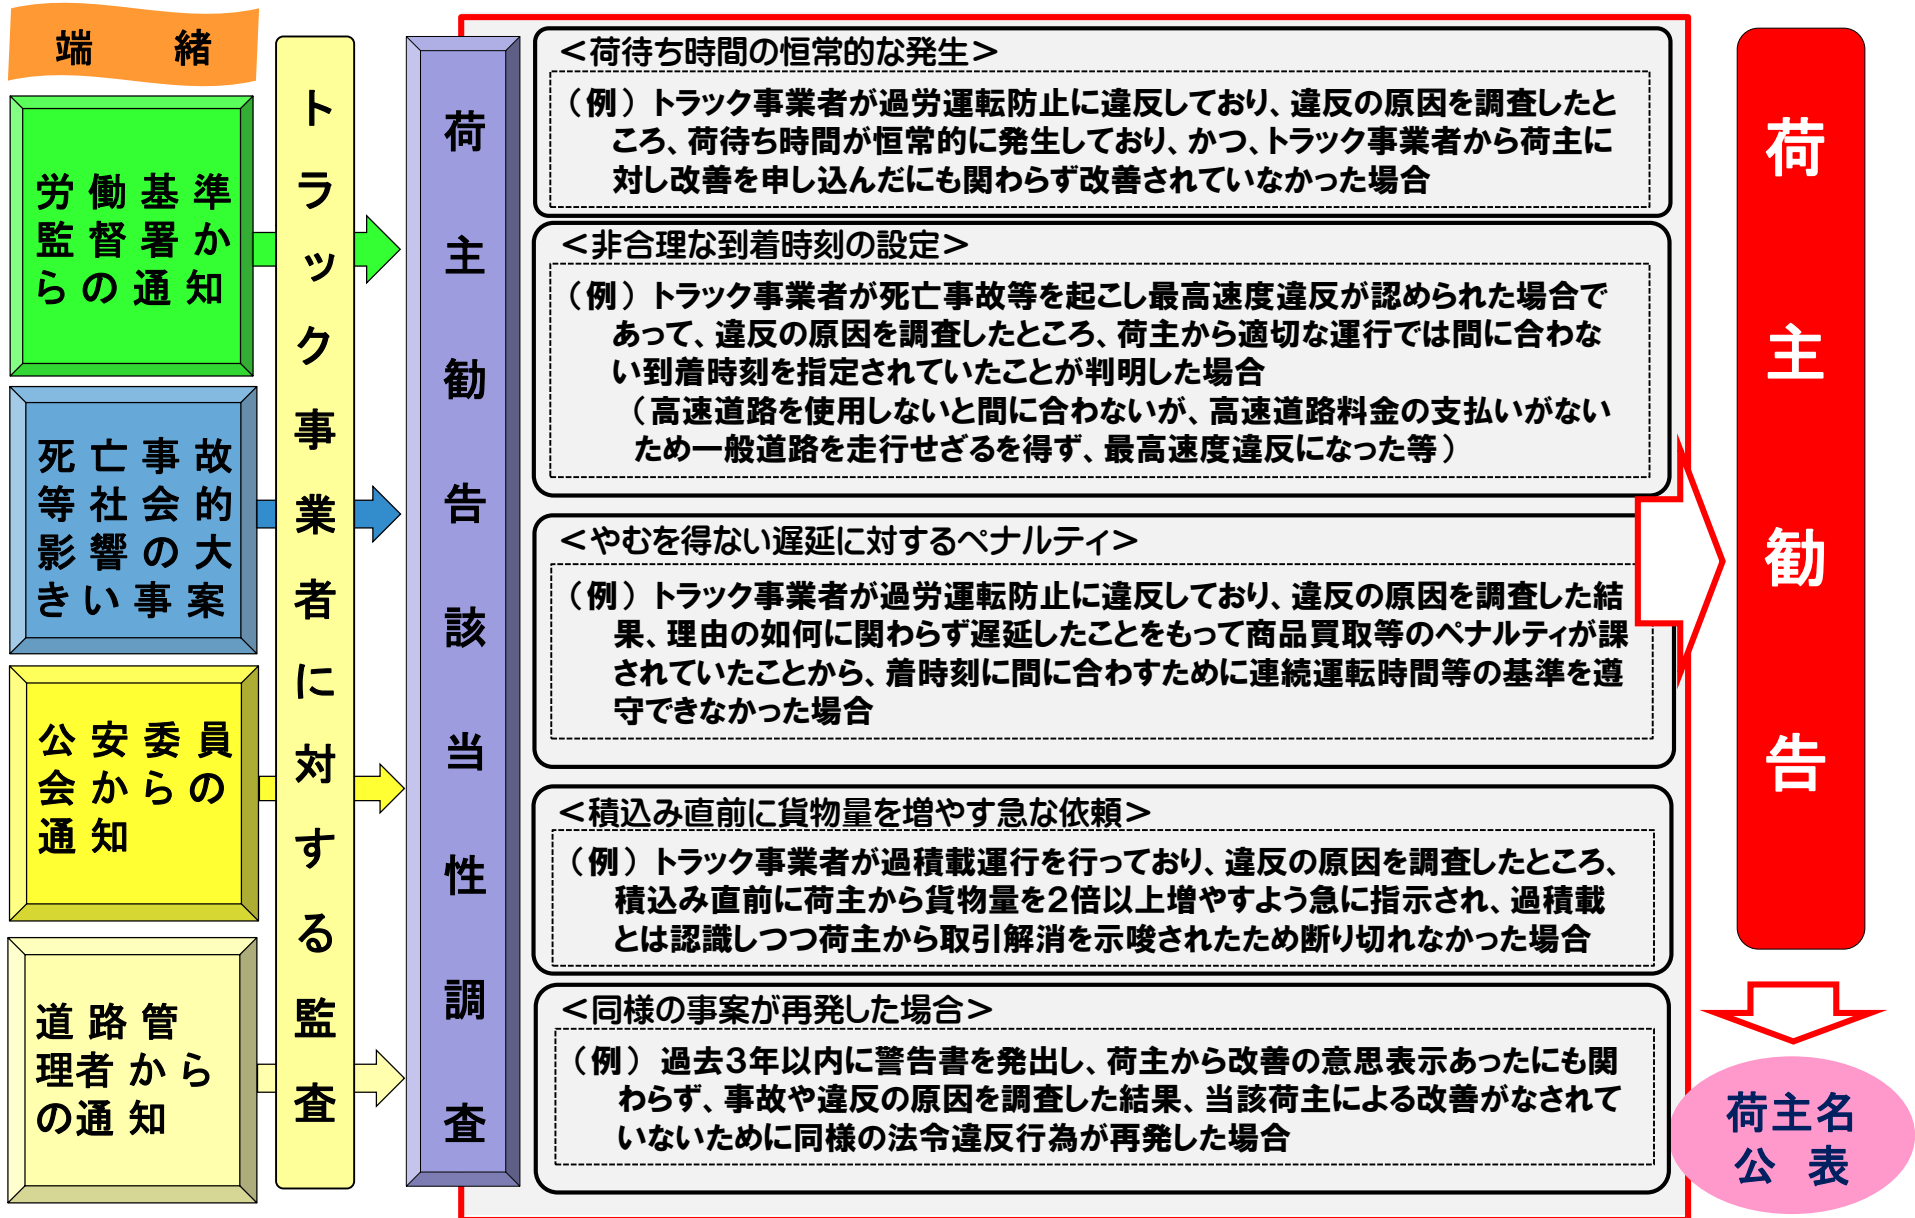 端　緒
労働基準
監督署か
らの通知
死亡事故
等社会的
影響の大
きい事案
公安委員
会からの
通知
道路管
理者から
の通知
トラック事業者に対する監査
荷主勧告該当性調査
＜荷待ち時間の恒常的な発生＞
（例）トラック事業者が過労運転防止に違反しており、違反の原因を調査したと
ころ、荷待ち時間が恒常的に発生しており、かつ、トラック事業者から荷主に
対し改善を申し込んだにも関わらず改善されていなかった場合
＜非合理な到着時刻の設定＞
（例）トラック事業者が死亡事故等を起こし最高速度違反が認められた場合で
あって、違反の原因を調査したところ、荷主から適切な運行では間に合わな
い到着時刻を指定されていたことが判明した場合
（高速道路を使用しないと間に合わないが、高速道路料金の支払いがない
ため一般道路を走行せざるを得ず、最高速度違反になった等）
＜やむを得ない遅延に対するペナルティ＞
（例）トラック事業者が過労運転防止に違反しており、違反の原因を調査した結
果、理由の如何に関わらず遅延したことをもって商品買取等のペナルティが課
されていたことから、着時刻に間に合わすために連続運転時間等の基準を遵
守できなかった場合
＜積込み直前に貨物量を増やす急な依頼＞
（例）トラック事業者が過積載運行を行っており、違反の原因を調査したところ、
積込み直前に荷主から貨物量を２倍以上増やすよう急に指示され、過積載
とは認識しつつ荷主から取引解消を示唆されたため断り切れなかった場合
＜同様の事案が再発した場合＞
（例）過去３年以内に警告書を発出し、荷主から改善の意思表示あったにも関
わらず、事故や違反の原因を調査した結果、当該荷主による改善がなされて
いないために同様の法令違反行為が再発した場合
荷主勧告
荷主名
公　表